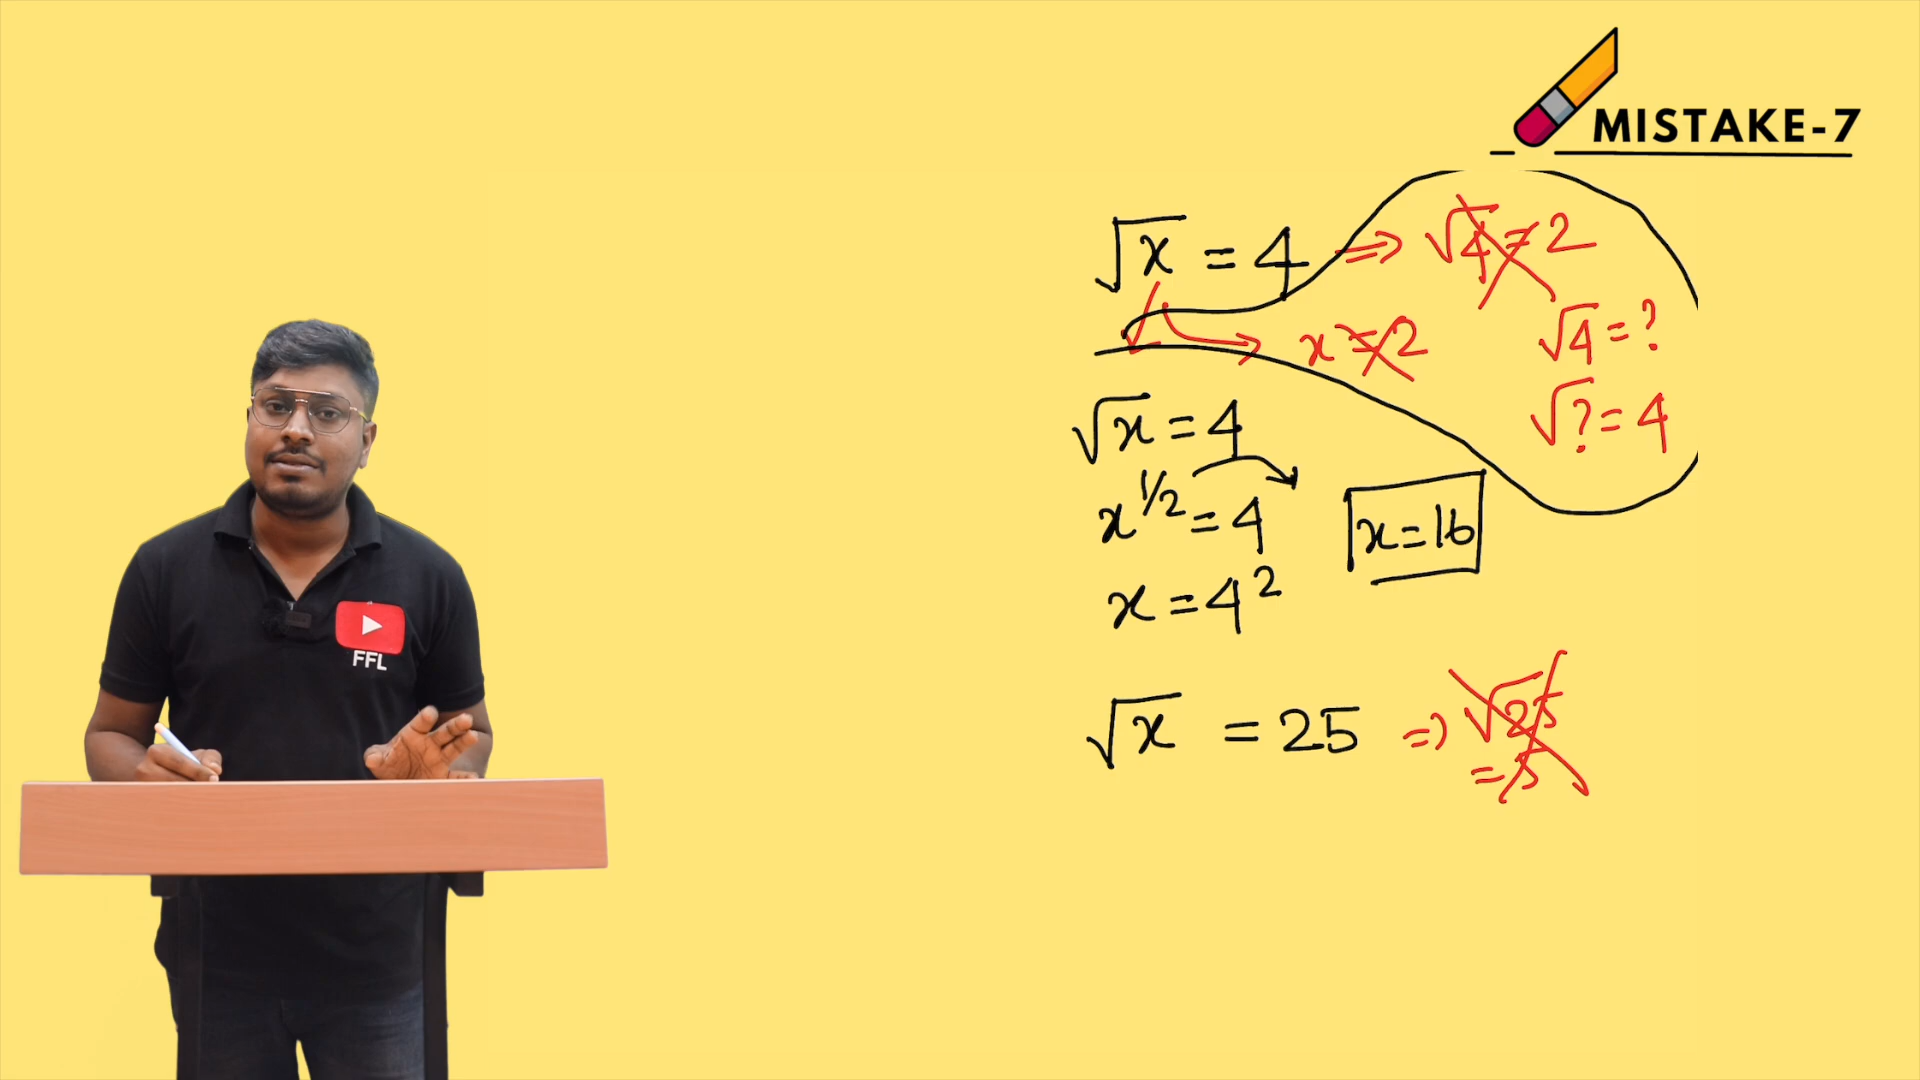 MISTAKE-7
√x = 4 => √4 = 2
x = 2
√4 = ?
√? = 4
√x = 4
x^1/2 = 4
x = 16
x = 4²
√x = 25 => √25
= 5
FFL